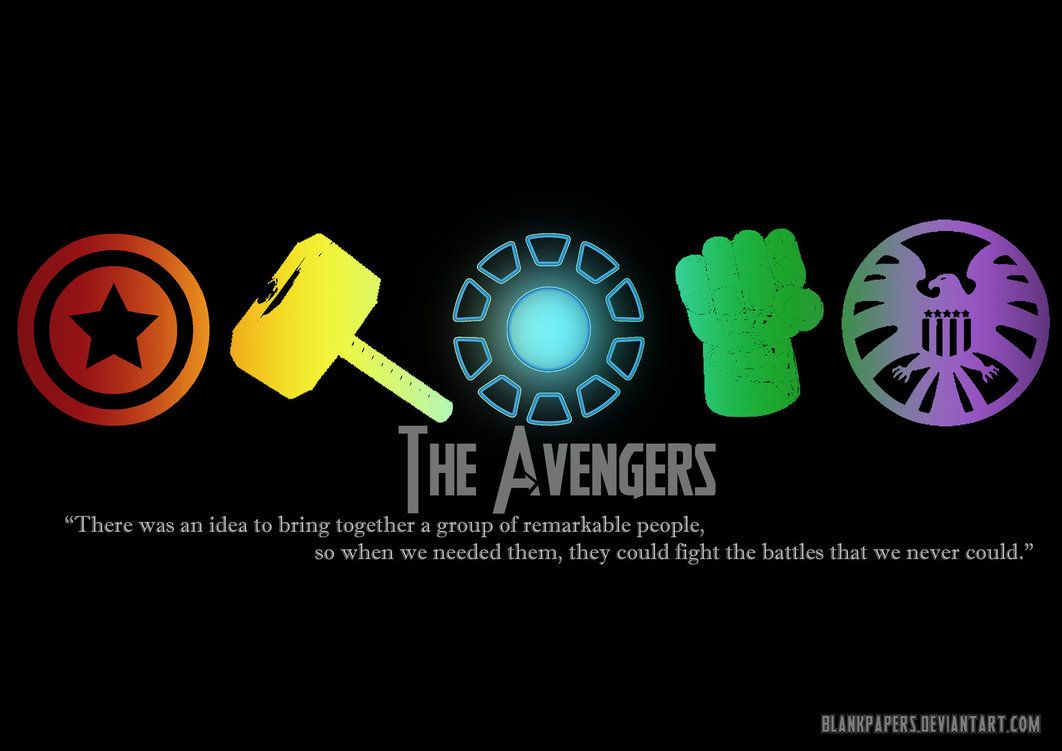 The Avengers
“There was an idea to bring together a group of remarkable people,
so when we needed them, they could fight the battles that we never could.”
BLANKPAPERS.DEVIANTART.COM